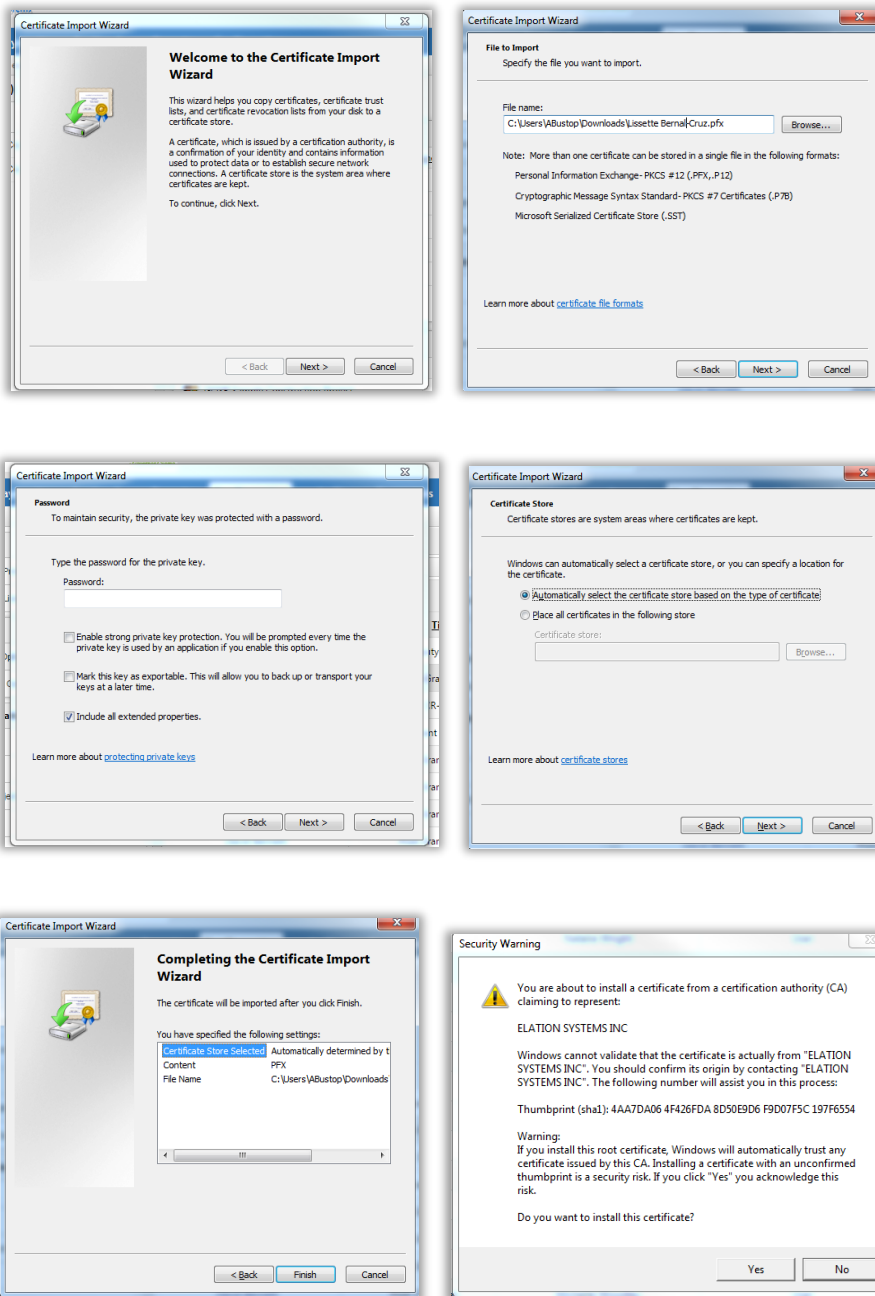 Certificate Import Wizard
Welcome to the Certificate Import
Wizard
This wizard helps you copy certificates, certificate trust
lists, and certificate revocation lists from your disk to a
certificate store.
A certificate, which is issued by a certification authority, is
a confirmation of your identity and contains information
used to protect data or to establish secure network
connections. A certificate store is the system area where
certificates are kept.
To continue, click Next.
< Back
Next >
Cancel
Certificate Import Wizard
File to Import
Specify the file you want to import.
File name:
C:\Users\ABustop\Downloads\Lissette Bernal-Cruz.pfx
Browse...
Note: More than one certificate can be stored in a single file in the following formats:
Personal Information Exchange- PKCS #12 (.PFX,.P12)
Cryptographic Message Syntax Standard- PKCS #7 Certificates (.P7B)
Microsoft Serialized Certificate Store (.SST)
Learn more about certificate file formats
< Back
Next >
Cancel
Certificate Import Wizard
Password
To maintain security, the private key was protected with a password.
Type the password for the private key.
Password:
Enable strong private key protection. You will be prompted every time the
private key is used by an application if you enable this option.
Mark this key as exportable. This will allow you to back up or transport your
keys at a later time.
Include all extended properties.
Learn more about protecting private keys
< Back
Next >
Cancel
Certificate Import Wizard
Certificate Store
Certificate stores are system areas where certificates are kept.
Windows can automatically select a certificate store, or you can specify a location for
the certificate.
Automatically select the certificate store based on the type of certificate
Place all certificates in the following store
Certificate store:
Browse...
Learn more about certificate stores
< Back
Next >
Cancel
Certificate Import Wizard
Completing the Certificate Import
Wizard
The certificate will be imported after you click Finish.
You have specified the following settings:
Certificate Store Selected Automatically determined by t
Content PFX
File Name C:\Users\ABustop\Downloads
< Back
Finish
Cancel
Security Warning
You are about to install a certificate from a certification authority (CA)
claiming to represent:
ELATION SYSTEMS INC
Windows cannot validate that the certificate is actually from "ELATION
SYSTEMS INC". You should confirm its origin by contacting "ELATION
SYSTEMS INC". The following number will assist you in this process:
Thumbprint (sha1): 4AA7DA06 4F426FDA 8D50E9D6 F9D07F5C 197F6554
Warning:
If you install this root certificate, Windows will automatically trust any
certificate issued by this CA. Installing a certificate with an unconfirmed
thumbprint is a security risk. If you click "Yes" you acknowledge this
risk.
Do you want to install this certificate?
Yes
No